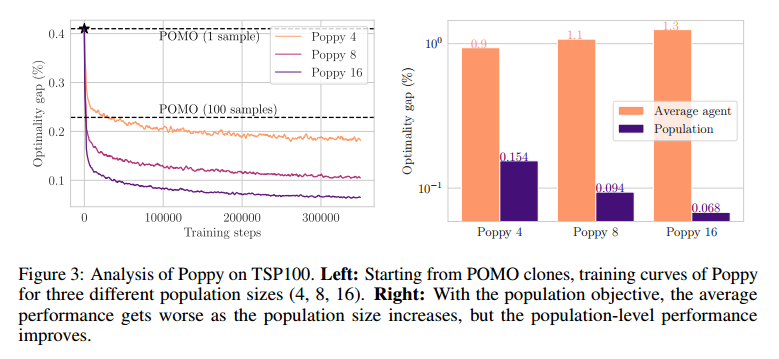 0.4
0.3
0.2
0.1
Optimality gap (%)
POMO (1 sample)
POMO (100 samples)
Poppy 4
Poppy 8
Poppy 16
0
100000
200000
300000
Training steps
10⁰
10⁻¹
Optimality gap (%)
0.9
1.1
1.3
0.154
0.094
0.068
Average agent
Population
Poppy 4
Poppy 8
Poppy 16
Figure 3: Analysis of Poppy on TSP100. Left: Starting from POMO clones, training curves of Poppy
for three different population sizes (4, 8, 16). Right: With the population objective, the average
performance gets worse as the population size increases, but the population-level performance
improves.